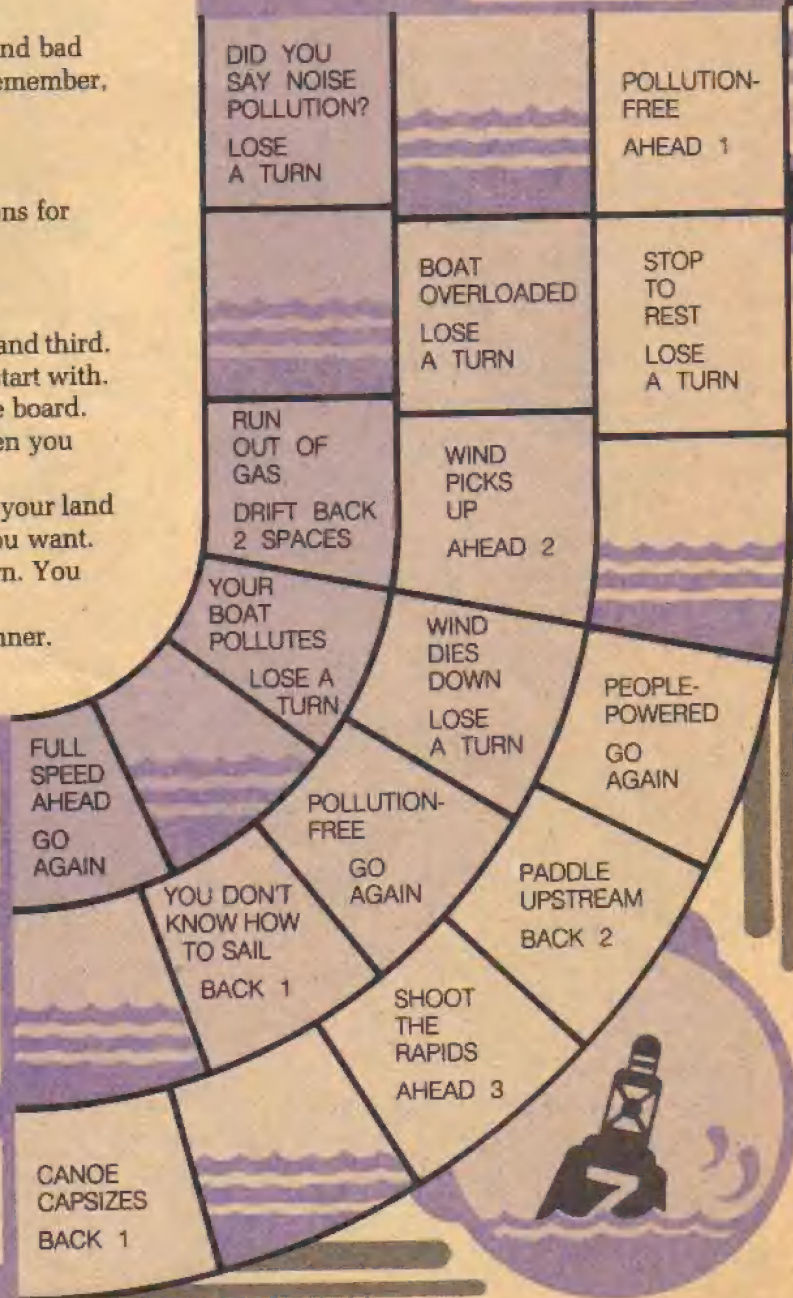 nd bad
emember,
ns for
and third.
start with.
e board.
en you
your land
ou want.
n. You
nner.
DID YOU
SAY NOISE
POLLUTION?
LOSE
A TURN
RUN
OUT OF
GAS
DRIFT BACK
2 SPACES
YOUR
BOAT
POLLUTES
LOSE A
TURN
FULL
SPEED
AHEAD
GO
AGAIN
BOAT
OVERLOADED
LOSE
A TURN
WIND
PICKS
UP
AHEAD 2
WIND
DIES
DOWN
LOSE
A TURN
POLLUTION-
FREE
GO
AGAIN
YOU DON'T
KNOW HOW
TO SAIL
BACK 1
POLLUTION-
FREE
AHEAD 1
STOP
TO
REST
LOSE
A TURN
PEOPLE-
POWERED
GO
AGAIN
PADDLE
UPSTREAM
BACK 2
SHOOT
THE
RAPIDS
AHEAD 3
CANOE
CAPSIZES
BACK 1
7